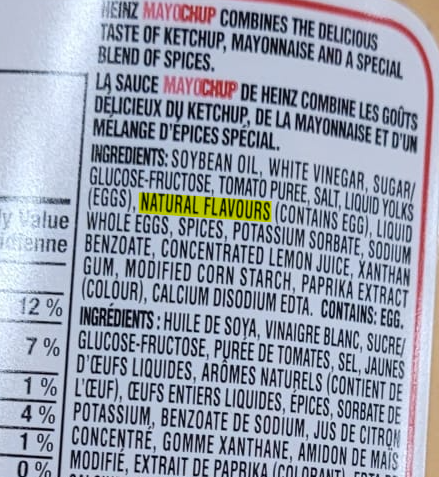 HEINZ MAYOCHUP COMBINES THE DELICIOUS
TASTE OF KETCHUP, MAYONNAISE AND A SPECIAL
BLEND OF SPICES.
LA SAUCE MAYOCHUP DE HEINZ COMBINE LES GOÛTS
DÉLICIEUX DU KETCHUP, DE LA MAYONNAISE ET D'UN
MÉLANGE D'ÉPICES SPÉCIAL.
INGREDIENTS: SOYBEAN OIL, WHITE VINEGAR, SUGAR/
GLUCOSE-FRUCTOSE, TOMATO PUREE, SALT, LIQUID YOLKS
(EGGS), NATURAL FLAVOURS (CONTAINS EGG), LIQUID
WHOLE EGGS, SPICES, POTASSIUM SORBATE, SODIUM
BENZOATE, CONCENTRATED LEMON JUICE, XANTHAN
GUM, MODIFIED CORN STARCH, PAPRIKA EXTRACT
(COLOUR), CALCIUM DISODIUM EDTA. CONTAINS: EGG.
INGRÉDIENTS : HUILE DE SOYA, VINAIGRE BLANC, SUCRE/
GLUCOSE-FRUCTOSE, PURÉE DE TOMATES, SEL, JAUNES
D'ŒUFS LIQUIDES, ARÔMES NATURELS (CONTIENT DE
L'ŒUF), ŒUFS ENTIERS LIQUIDES, ÉPICES, SORBATE DE
POTASSIUM, BENZOATE DE SODIUM, JUS DE CITRON
CONCENTRÉ, GOMME XANTHANE, AMIDON DE MAÏS
MODIFIÉ, EXTRAIT DE PAPRIKA (COLORANT),
Value
12 %
7 %
1 %
4 %
1 %
0 %